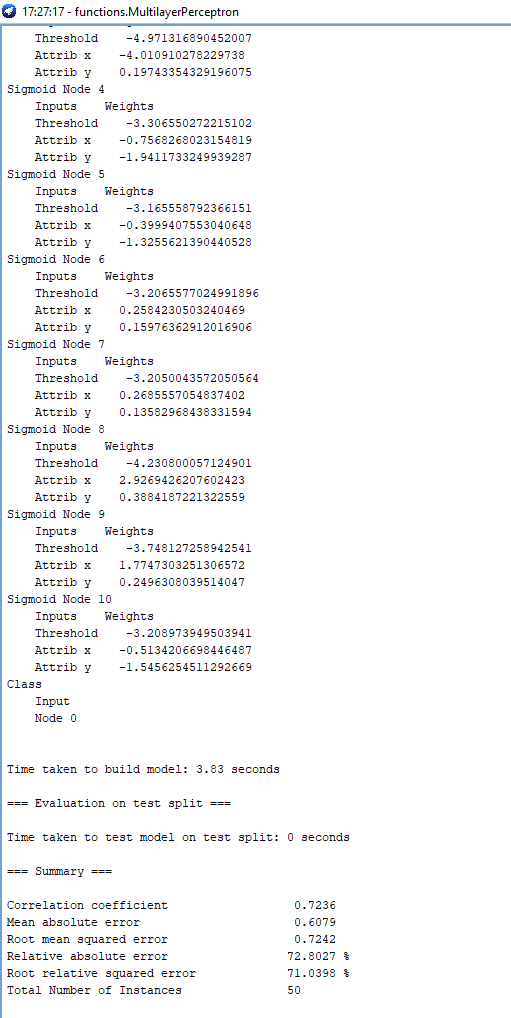 17:27:17 - functions.MultilayerPerceptron
Threshold -4.971316890452007
Attrib x -4.010910278229738
Attrib y 0.19743354329196075
Sigmoid Node 4
Inputs Weights
Threshold -3.306550272215102
Attrib x -0.7568268023154819
Attrib y -1.9411733249939287
Sigmoid Node 5
Inputs Weights
Threshold -3.165558792366151
Attrib x -0.3999407553040648
Attrib y -1.3255621390440528
Sigmoid Node 6
Inputs Weights
Threshold -3.2065577024991896
Attrib x 0.2584230503240469
Attrib y 0.15976362912016906
Sigmoid Node 7
Inputs Weights
Threshold -3.2050043572050564
Attrib x 0.2685557054837402
Attrib y 0.13582968438331594
Sigmoid Node 8
Inputs Weights
Threshold -4.230800057124901
Attrib x 2.9269426207602423
Attrib y 0.3884187221322559
Sigmoid Node 9
Inputs Weights
Threshold -3.748127258942541
Attrib x 1.7747303251306572
Attrib y 0.2496308039514047
Sigmoid Node 10
Inputs Weights
Threshold -3.208973949503941
Attrib x -0.5134206698446487
Attrib y -1.5456254511292669
Class
Input
Node 0
Time taken to build model: 3.83 seconds
=== Evaluation on test split ===
Time taken to test model on test split: 0 seconds
=== Summary ===
Correlation coefficient 0.7236
Mean absolute error 0.6079
Root mean squared error 0.7242
Relative absolute error 72.8027 %
Root relative squared error 71.0398 %
Total Number of Instances 50